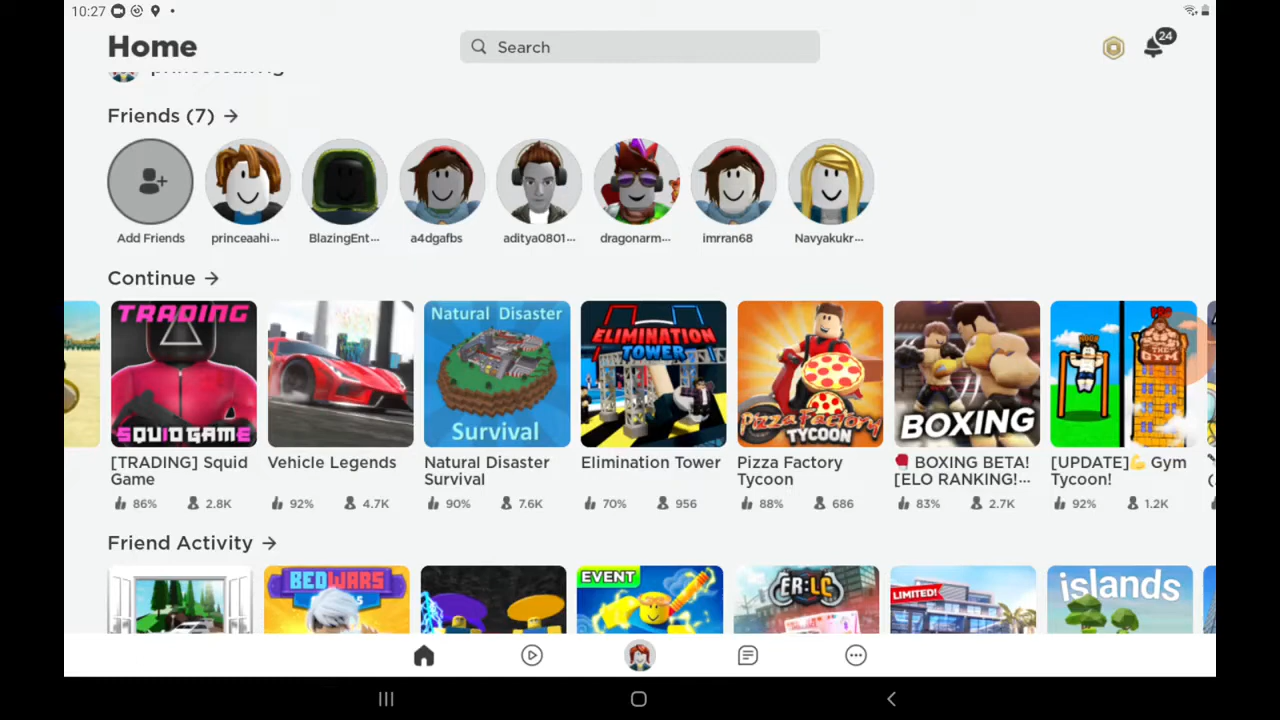 10:27
Home
Search
24
Friends (7) →
Add Friends
princeaahi...
BlazingEnt...
a4dgafbs
aditya0801...
dragonarm...
imrran68
Navyakukr...
Continue →
TRADING
SQUID GAME
Natural Disaster
Survival
ELIMINATION
TOWER
Pizza Factory
TYCOON
BOXING
THE GYM
[TRADING] Squid
Game
Vehicle Legends
Natural Disaster
Survival
Elimination Tower
Pizza Factory
Tycoon
🥊 BOXING BETA!
[ELO RANKING!...
[UPDATE]💪 Gym
Tycoon!
86% 2.8K
92% 4.7K
90% 7.6K
70% 956
88% 686
83% 2.7K
92% 1.2K
Friend Activity →
BEDWARS
EVENT
ER:LC
LIMITED!
islands